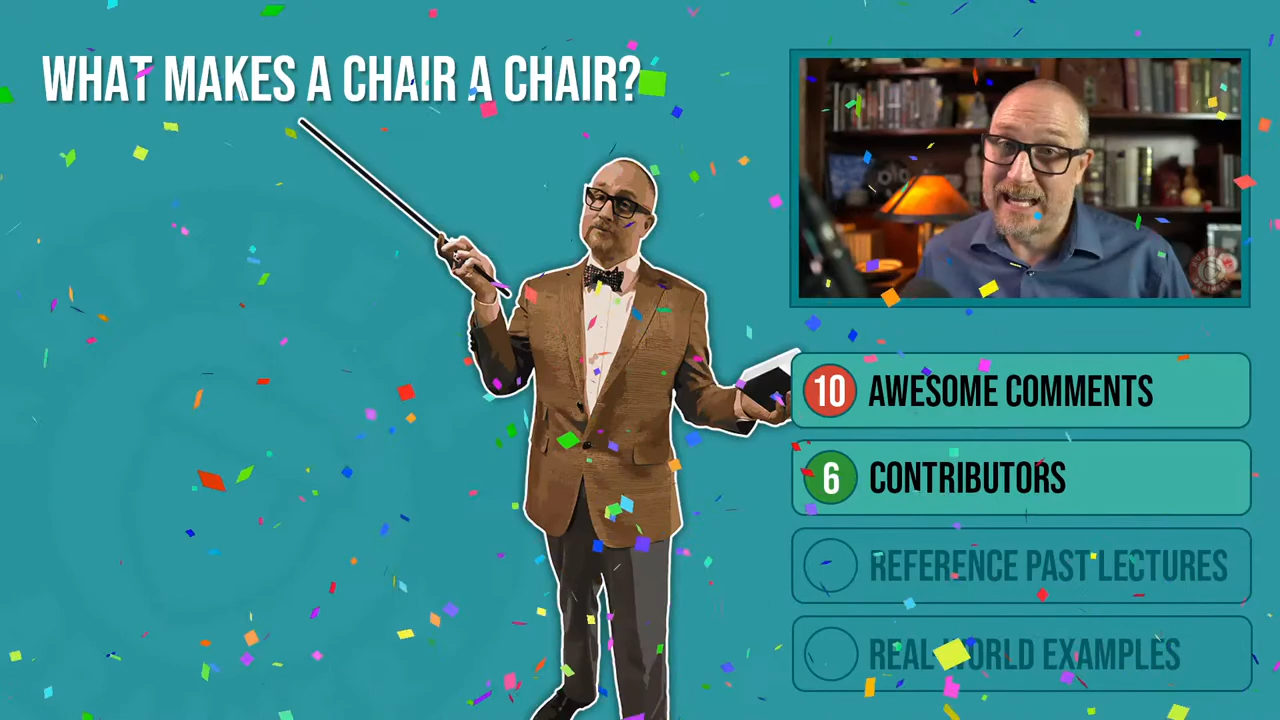 WHAT MAKES A CHAIR A CHAIR?
10 AWESOME COMMENTS
6 CONTRIBUTORS
REFERENCE PAST LECTURES
REAL WORLD EXAMPLES